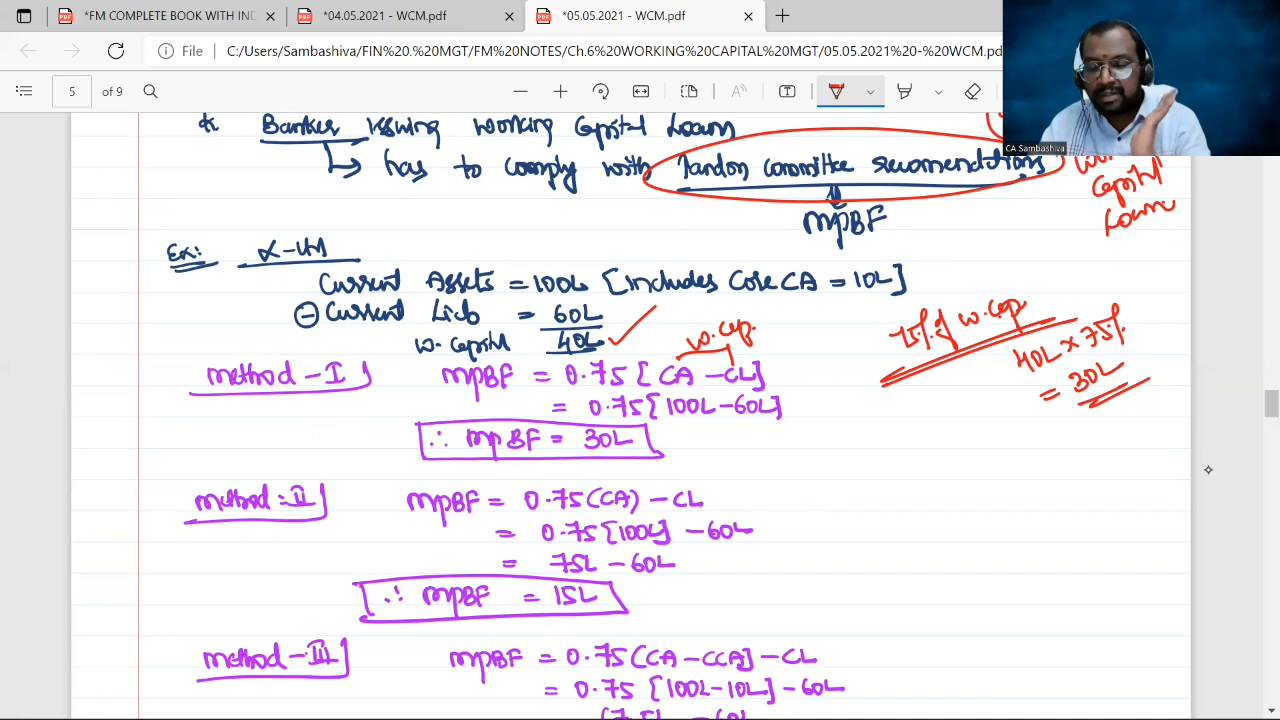 *FM COMPLETE BOOK WITH IND
*04.05.2021 - WCM.pdf
*05.05.2021 - WCM.pdf
File
C:/Users/Sambashiva/FIN%20.%20MGT/FM%20NOTES/Ch.6%20WORKING%20CAPITAL%20MGT/05.05.2021%20-%20WCM.pd
5 of 9
CA Sambashiva
* Banker issuing working Capital Loan
↳ has to comply with Tandon committee recomendations
Capital
Loans
MPBF
Ex: X-Ltd
Current Assets = 100L [includes Core CA = 10L]
⊖ Current Liab = 60L
w. capital 40L ✓
w. cap.
75% of w. cap
40L × 75%
= 30L
method - I MPBF = 0.75 [CA - CL]
= 0.75 [100L - 60L]
∴ MPBF = 30L
method: II MPBF = 0.75 (CA) - CL
= 0.75 [100L] - 60L
= 75L - 60L
∴ MPBF = 15L
method - III MPBF = 0.75 (CA - CCA] - CL
= 0.75 [100L - 10L] - 60L